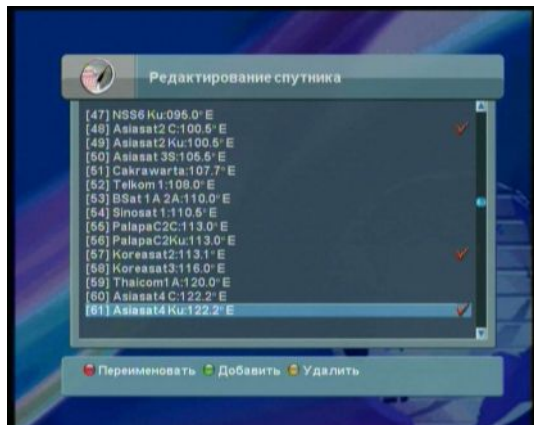 Редактирование спутника
[47] NSS6 Ku:095.0° E
[48] Asiasat2 C:100.5° E
[49] Asiasat2 Ku:100.5° E
[50] Asiasat 3S:105.5° E
[51] Cakrawarta:107.7° E
[52] Telkom 1:108.0° E
[53] BSat 1A 2A:110.0° E
[54] Sinosat 1:110.5° E
[55] PalapaC2C:113.0° E
[56] PalapaC2Ku:113.0° E
[57] Koreasat2:113.1° E
[58] Koreasat3:116.0° E
[59] Thaicom1A:120.0° E
[60] Asiasat4 C:122.2° E
[61] Asiasat4 Ku:122.2° E
Переименовать Добавить Удалить